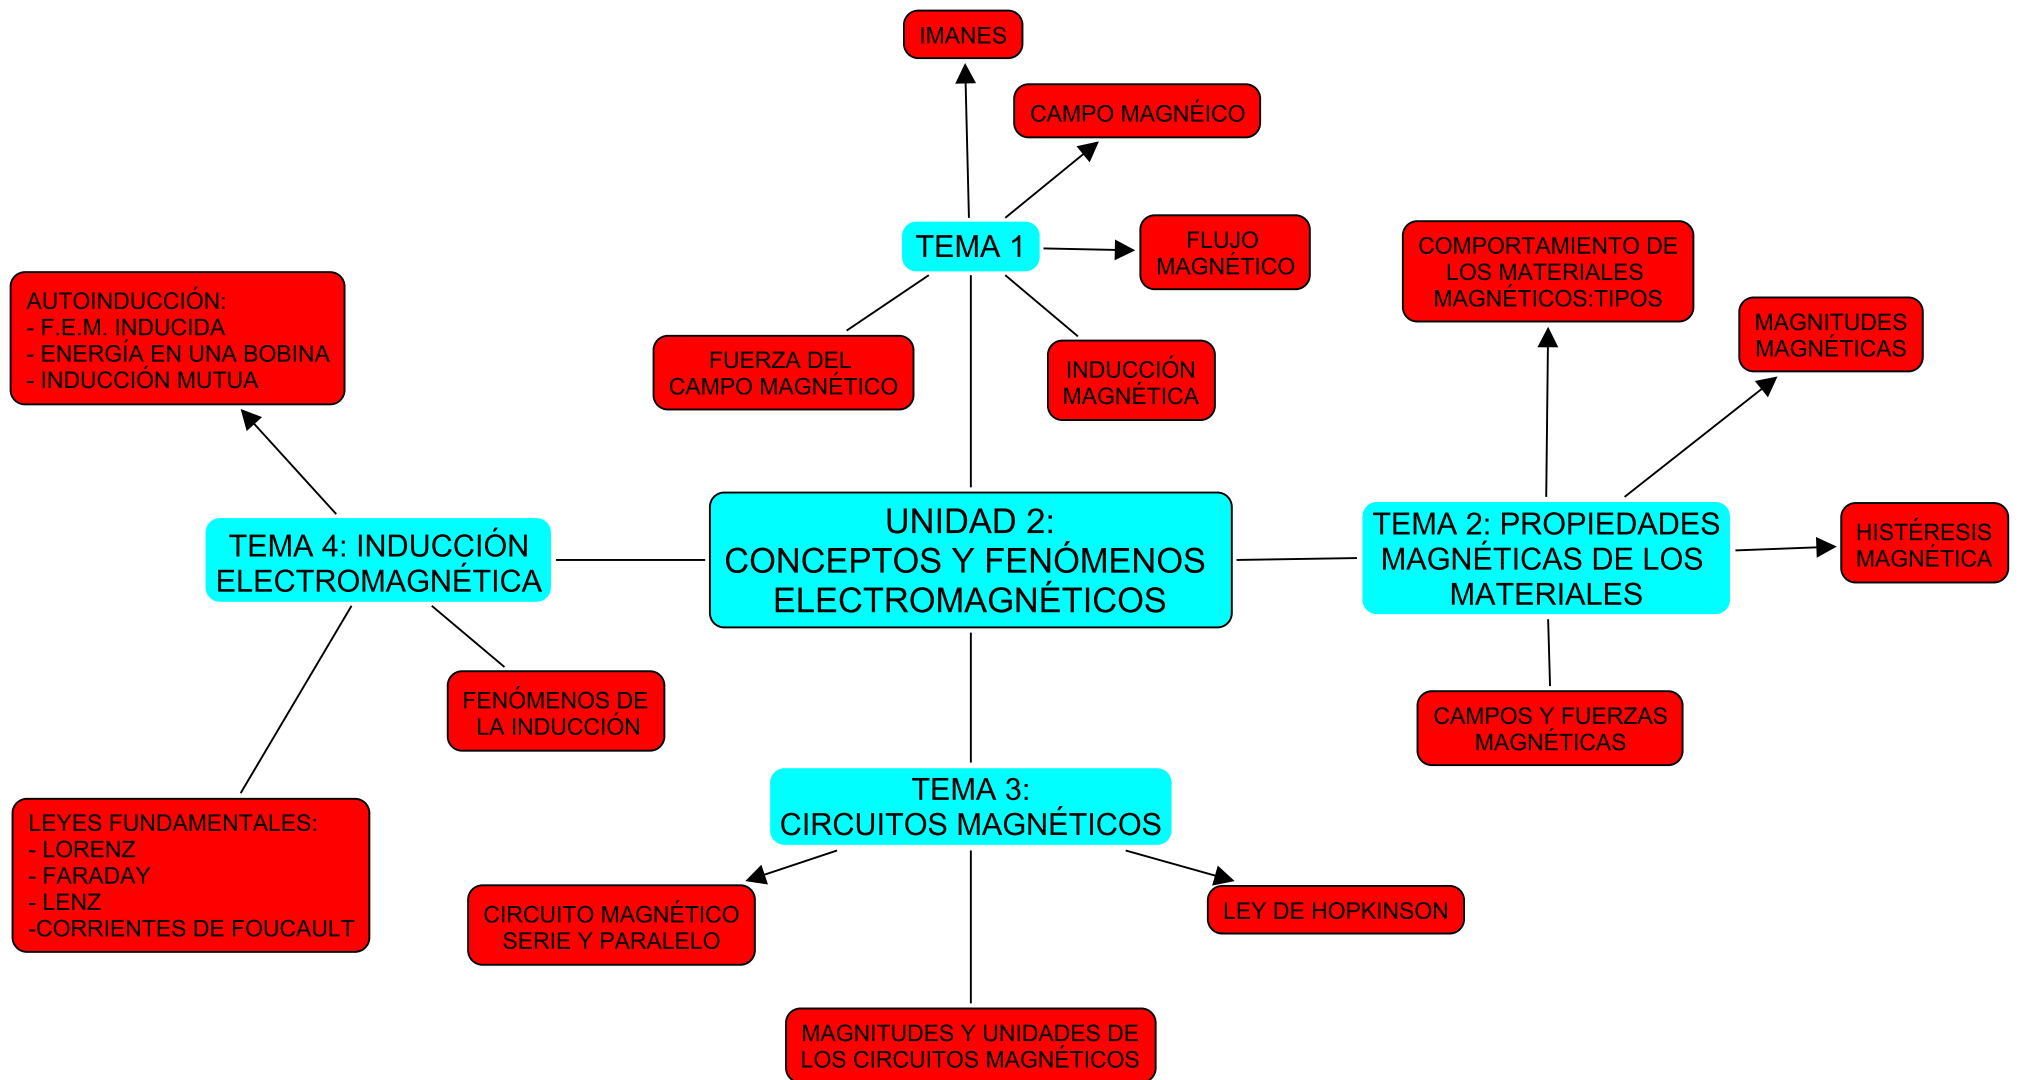 IMANES
CAMPO MAGNÉICO
TEMA 1
FLUJO
MAGNÉTICO
FUERZA DEL
CAMPO MAGNÉTICO
INDUCCIÓN
MAGNÉTICA
COMPORTAMIENTO DE
LOS MATERIALES
MAGNÉTICOS:TIPOS
MAGNITUDES
MAGNÉTICAS
AUTOINDUCCIÓN:
- F.E.M. INDUCIDA
- ENERGÍA EN UNA BOBINA
- INDUCCIÓN MUTUA
TEMA 4: INDUCCIÓN
ELECTROMAGNÉTICA
UNIDAD 2:
CONCEPTOS Y FENÓMENOS
ELECTROMAGNÉTICOS
TEMA 2: PROPIEDADES
MAGNÉTICAS DE LOS
MATERIALES
HISTÉRESIS
MAGNÉTICA
FENÓMENOS DE
LA INDUCCIÓN
CAMPOS Y FUERZAS
MAGNÉTICAS
TEMA 3:
CIRCUITOS MAGNÉTICOS
LEYES FUNDAMENTALES:
- LORENZ
- FARADAY
- LENZ
-CORRIENTES DE FOUCAULT
CIRCUITO MAGNÉTICO
SERIE Y PARALELO
LEY DE HOPKINSON
MAGNITUDES Y UNIDADES DE
LOS CIRCUITOS MAGNÉTICOS